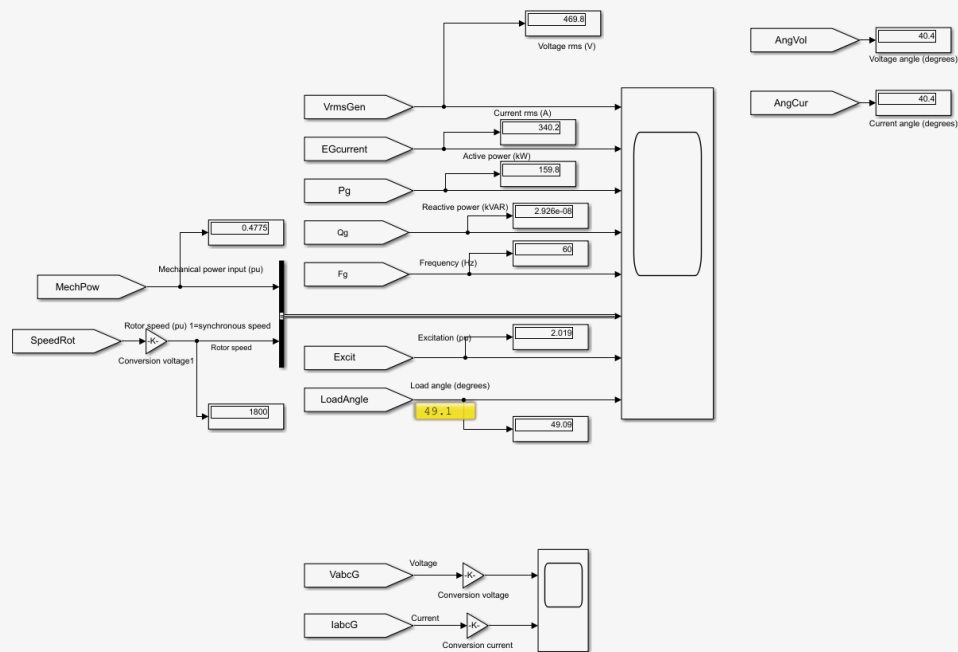 469.8
Voltage rms (V)
AngVol
40.4
Voltage angle (degrees)
VrmsGen
AngCur
40.4
Current angle (degrees)
Current rms (A)
340.2
EGcurrent
Active power (kW)
159.8
Pg
Reactive power (kVAR)
2.926e-08
Qg
0.4775
Frequency (Hz)
60
Fg
Mechanical power input (pu)
MechPow
Rotor speed (pu) 1=synchronous speed
SpeedRot
-K-
Rotor speed
Conversion voltage1
Excitation (pu)
2.019
Excit
Load angle (degrees)
LoadAngle
49.1
1800
49.09
VabcG
Voltage
-K-
Conversion voltage
IabcG
Current
-K-
Conversion current